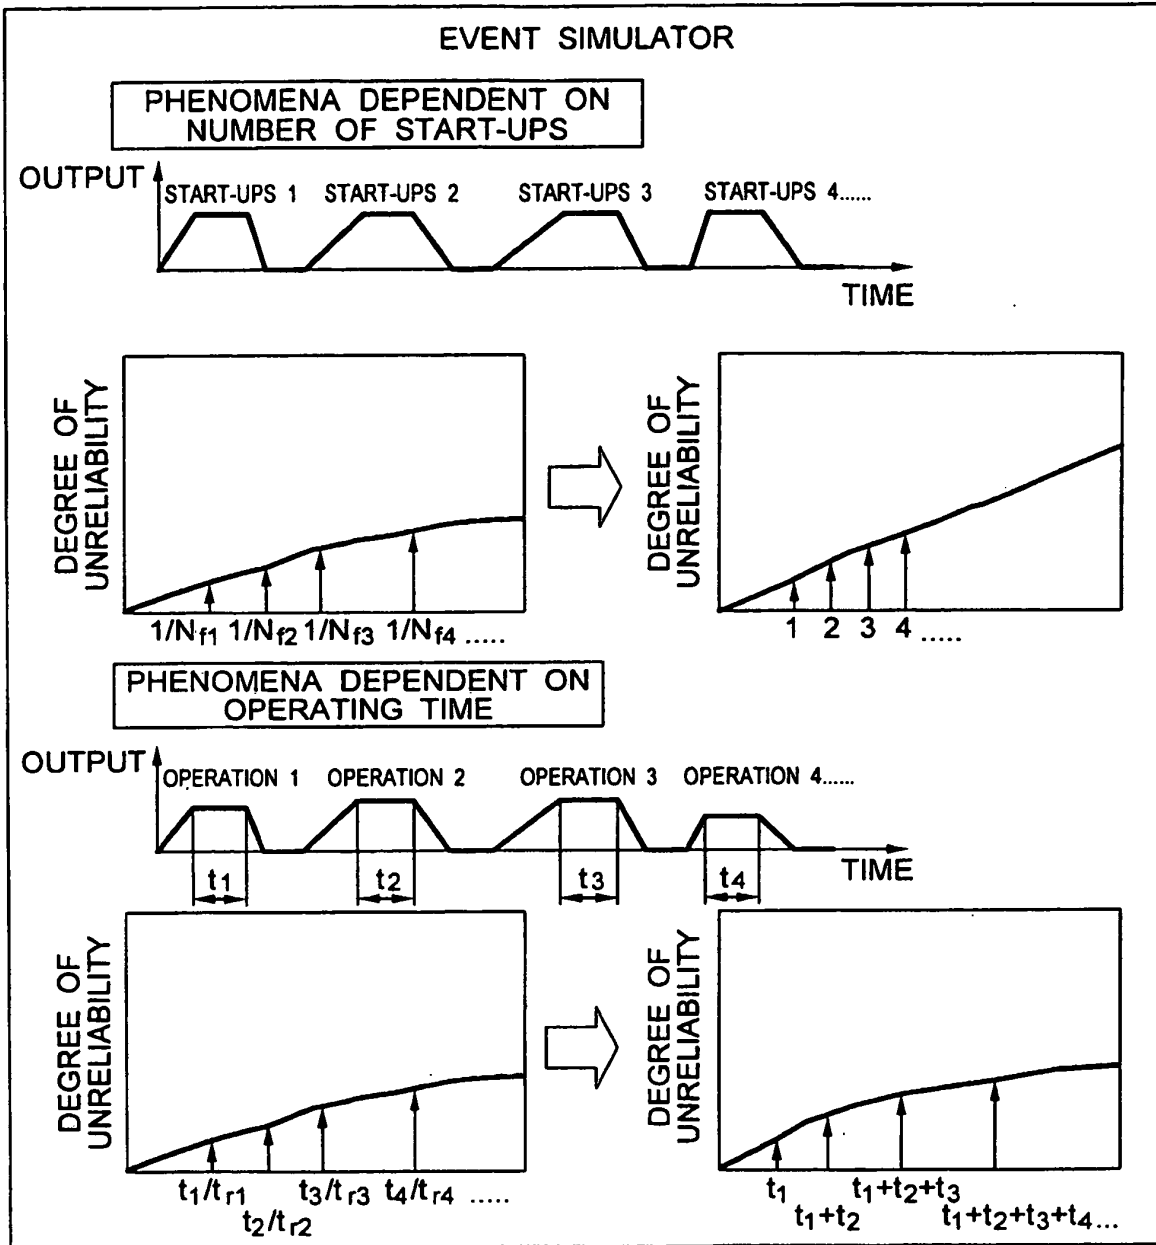 EVENT SIMULATOR
PHENOMENA DEPENDENT ON
NUMBER OF START-UPS
OUTPUT
START-UPS 1 START-UPS 2 START-UPS 3 START-UPS 4......
TIME
DEGREE OF
UNRELIABILITY
1/Nf1 1/Nf2 1/Nf3 1/Nf4 .....
DEGREE OF
UNRELIABILITY
1 2 3 4 .....
PHENOMENA DEPENDENT ON
OPERATING TIME
OUTPUT
OPERATION 1 OPERATION 2 OPERATION 3 OPERATION 4......
TIME
t1 t2 t3 t4
DEGREE OF
UNRELIABILITY
t1/tr1 t3/tr3 t4/tr4 .....
t2/tr2
DEGREE OF
UNRELIABILITY
t1 t1+t2+t3
t1+t2 t1+t2+t3+t4...